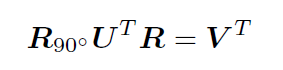 R₉₀° Uᵀ R = Vᵀ